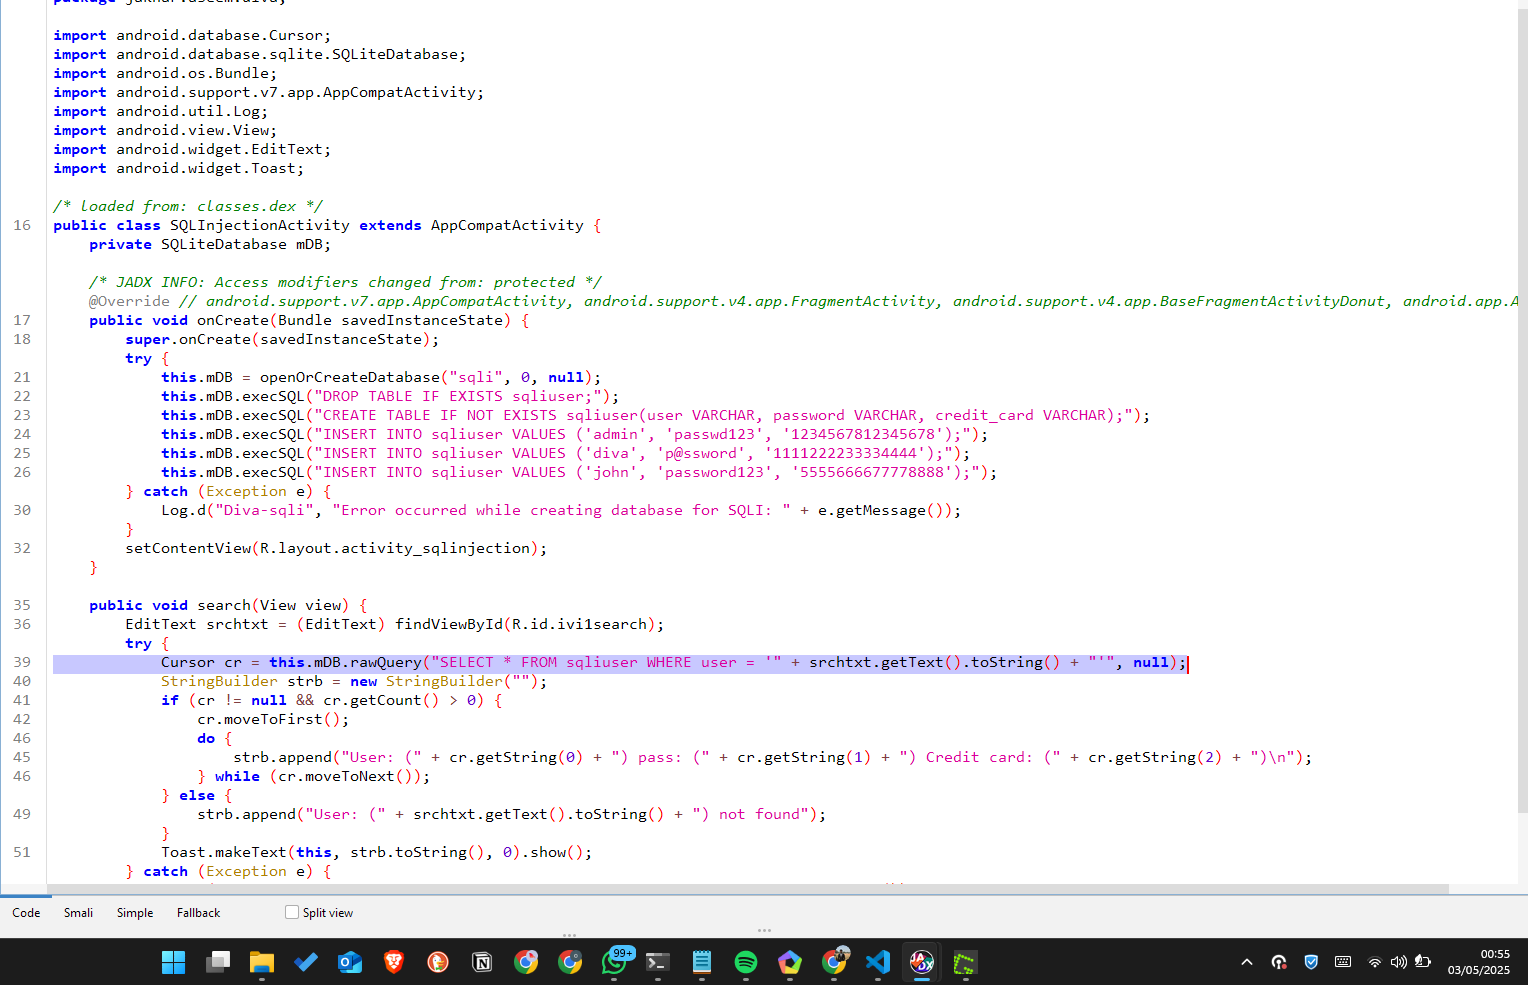 import android.database.Cursor;
import android.database.sqlite.SQLiteDatabase;
import android.os.Bundle;
import android.support.v7.app.AppCompatActivity;
import android.util.Log;
import android.view.View;
import android.widget.EditText;
import android.widget.Toast;
/* loaded from: classes.dex */
16 public class SQLInjectionActivity extends AppCompatActivity {
private SQLiteDatabase mDB;
/* JADX INFO: Access modifiers changed from: protected */
@Override // android.support.v7.app.AppCompatActivity, android.support.v4.app.FragmentActivity, android.support.v4.app.BaseFragmentActivityDonut, android.app.A
17 public void onCreate(Bundle savedInstanceState) {
18 super.onCreate(savedInstanceState);
try {
21 this.mDB = openOrCreateDatabase("sqli", 0, null);
22 this.mDB.execSQL("DROP TABLE IF EXISTS sqliuser;");
23 this.mDB.execSQL("CREATE TABLE IF NOT EXISTS sqliuser(user VARCHAR, password VARCHAR, credit_card VARCHAR);");
24 this.mDB.execSQL("INSERT INTO sqliuser VALUES ('admin', 'passwd123', '1234567812345678');");
25 this.mDB.execSQL("INSERT INTO sqliuser VALUES ('diva', 'p@ssword', '1111222233334444');");
26 this.mDB.execSQL("INSERT INTO sqliuser VALUES ('john', 'password123', '5555666677778888');");
} catch (Exception e) {
30 Log.d("Diva-sqli", "Error occurred while creating database for SQLI: " + e.getMessage());
}
32 setContentView(R.layout.activity_sqlinjection);
}
35 public void search(View view) {
36 EditText srchtxt = (EditText) findViewById(R.id.ivi1search);
try {
39 Cursor cr = this.mDB.rawQuery("SELECT * FROM sqliuser WHERE user = '" + srchtxt.getText().toString() + "'", null);
40 StringBuilder strb = new StringBuilder("");
41 if (cr != null && cr.getCount() > 0) {
42 cr.moveToFirst();
46 do {
45 strb.append("User: (" + cr.getString(0) + ") pass: (" + cr.getString(1) + ") Credit card: (" + cr.getString(2) + ")\n");
46 } while (cr.moveToNext());
} else {
49 strb.append("User: (" + srchtxt.getText().toString() + ") not found");
}
51 Toast.makeText(this, strb.toString(), 0).show();
} catch (Exception e) {
Code Smali Simple Fallback Split view
99+
00:55
03/05/2025